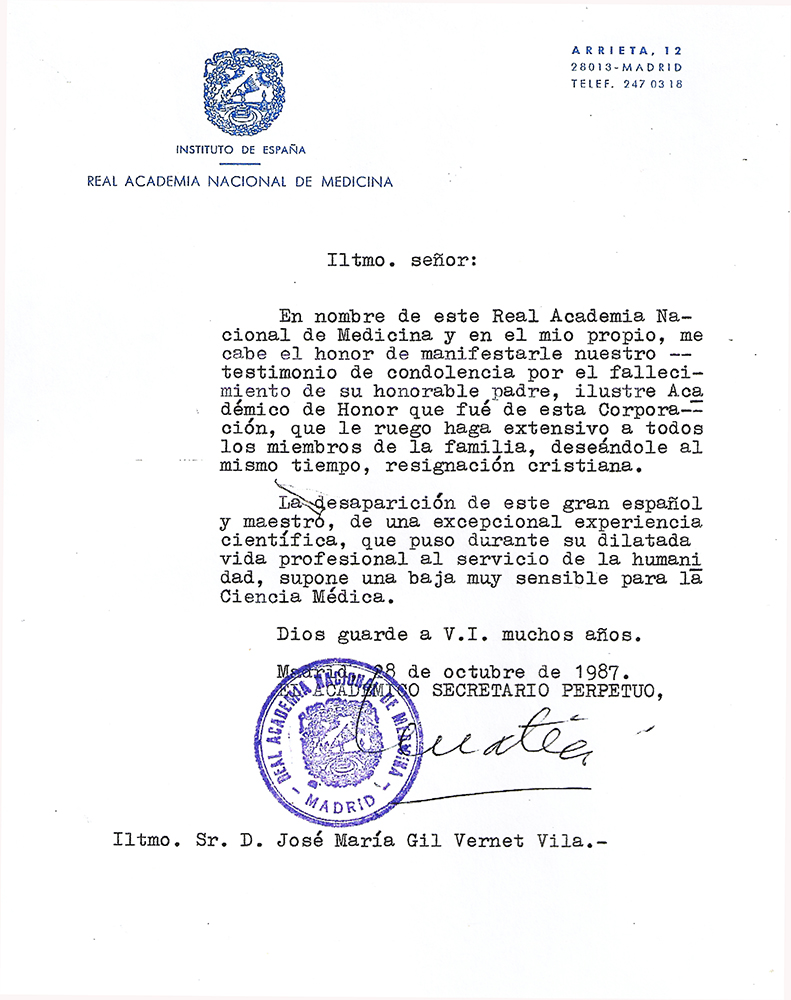 ARRIETA, 12
28013-MADRID
TELEF. 247 03 18
INSTITUTO DE ESPAÑA
REAL ACADEMIA NACIONAL DE MEDICINA
Iltmo. señor:
En nombre de este Real Academia Na-
cional de Medicina y en el mio propio, me
cabe el honor de manifestarle nuestro --
testimonio de condolencia por el falleci-
miento de su honorable padre, ilustre Aca
démico de Honor que fué de esta Corpora--
ción, que le ruego haga extensivo a todos
los miembros de la familia, deseándole al
mismo tiempo, resignación cristiana.
La desaparición de este gran español
y maestro, de una excepcional experiencia
científica, que puso durante su dilatada
vida profesional al servicio de la humani
dad, supone una baja muy sensible para la
Ciencia Médica.
Dios guarde a V.I. muchos años.
Madrid, 28 de octubre de 1987.
EL ACADEMICO SECRETARIO PERPETUO,
REAL ACADEMIA NACIONAL DE MEDICINA
- MADRID -
Iltmo. Sr. D. José María Gil Vernet Vila.-